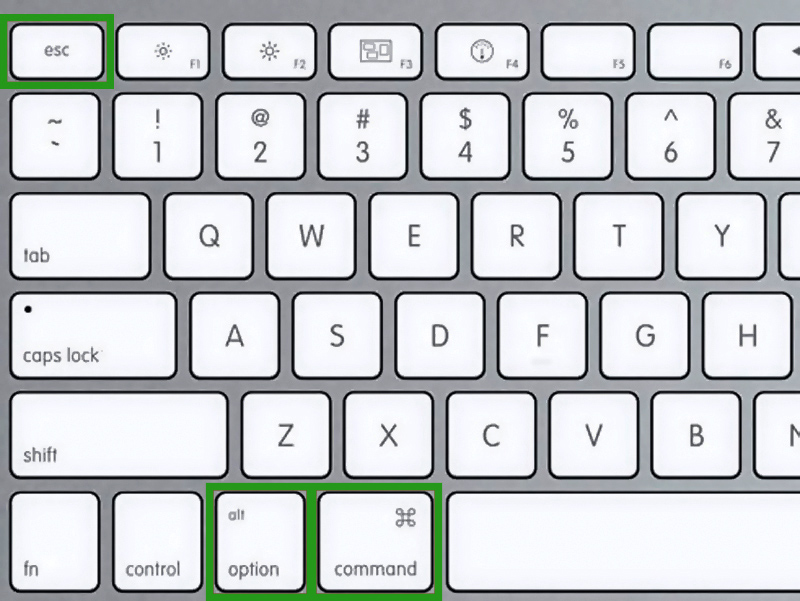 esc F1 F2 F3 F4 F5 F6
~ ! @ # $ % ^ &
` 1 2 3 4 5 6 7
tab Q W E R T Y
caps lock A S D F G H
shift Z X C V B
alt ⌘
fn control option command